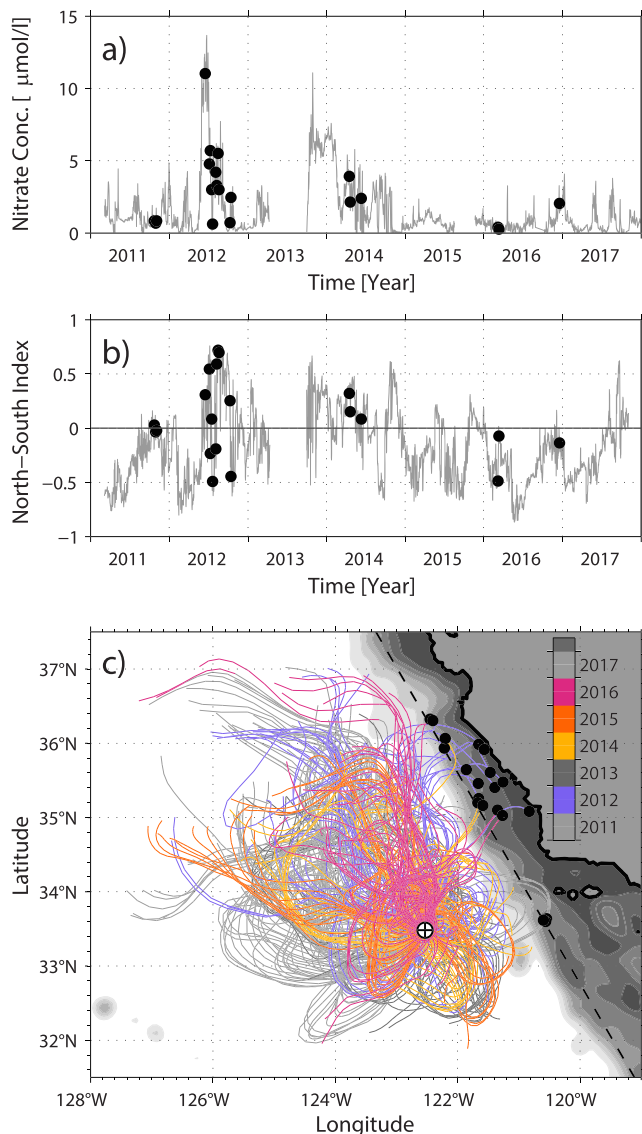 a)
Nitrate Conc. [ μmol/l]
15
10
5
0
2011 2012 2013 2014 2015 2016 2017
Time [Year]
b)
North−South Index
1
0.5
0
−0.5
−1
2011 2012 2013 2014 2015 2016 2017
Time [Year]
c)
Latitude
37°N
36°N
35°N
34°N
33°N
32°N
2017
2016
2015
2014
2013
2012
2011
128°W 126°W 124°W 122°W 120°W
Longitude